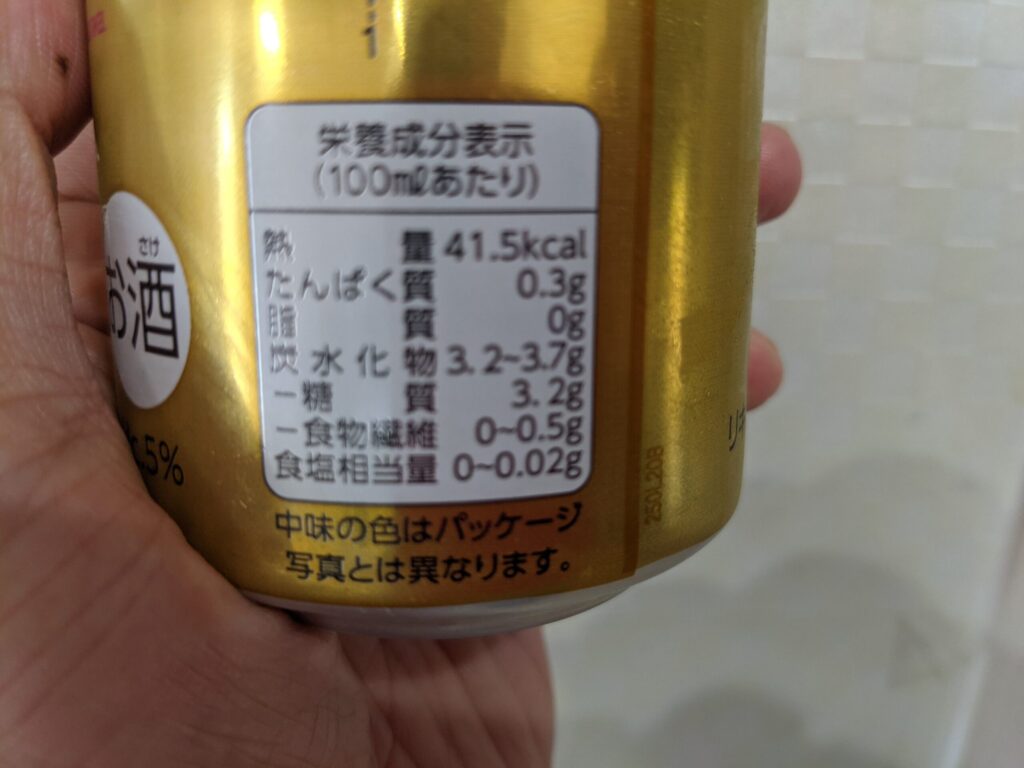 栄養成分表示
(100mlあたり)
熱量 41.5kcal
たんぱく質 0.3g
脂質 0g
炭水化物 3.2~3.7g
－糖質 3.2g
－食物繊維 0~0.5g
食塩相当量 0~0.02g
中味の色はパッケージ
写真とは異なります。
さけ
お酒
5%